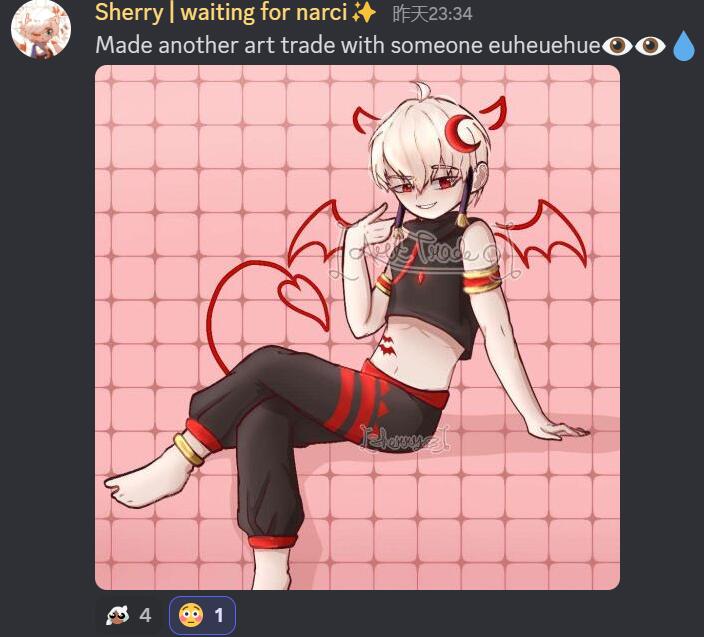 Sherry | waiting for narci✨ 昨天23:34
Made another art trade with someone euheuehue👁️👁️💧
4 😳 1